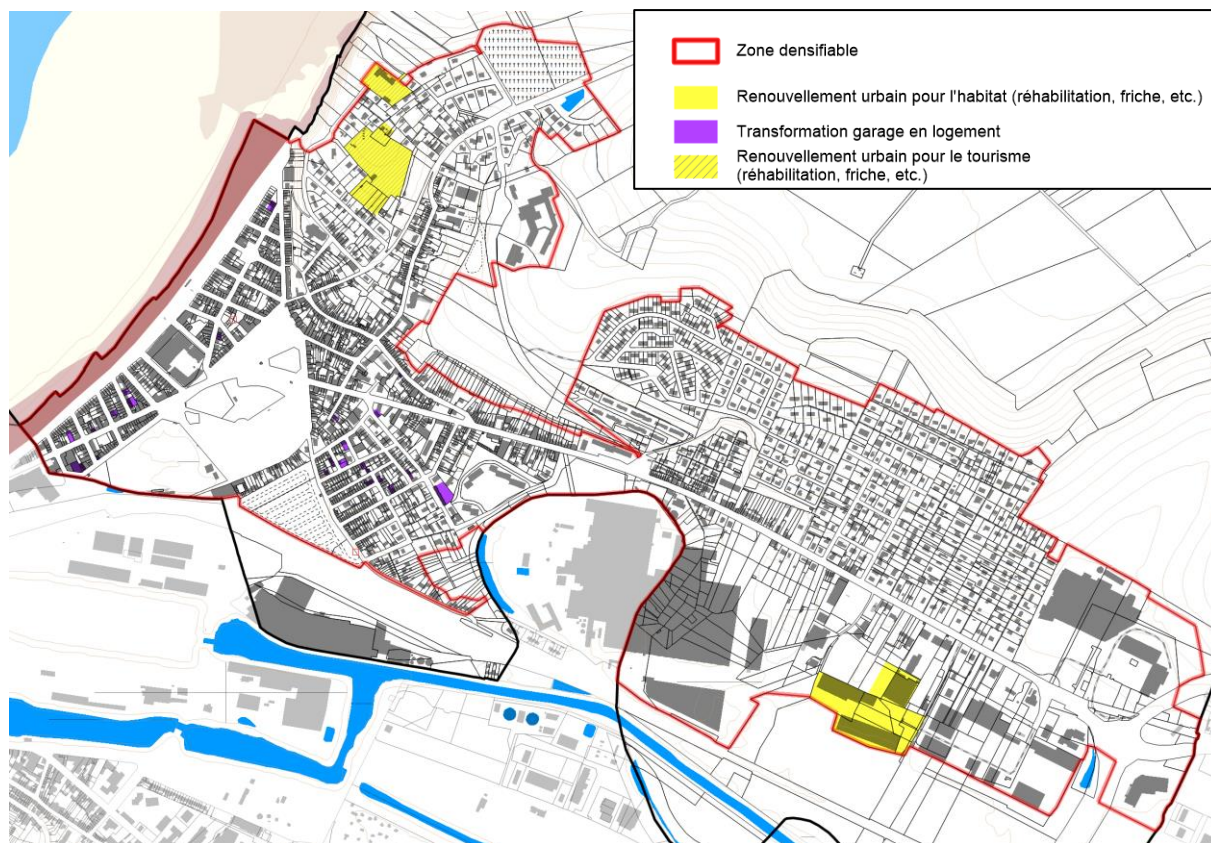 Zone densifiable
Renouvellement urbain pour l'habitat (réhabilitation, friche, etc.)
Transformation garage en logement
Renouvellement urbain pour le tourisme
(réhabilitation, friche, etc.)